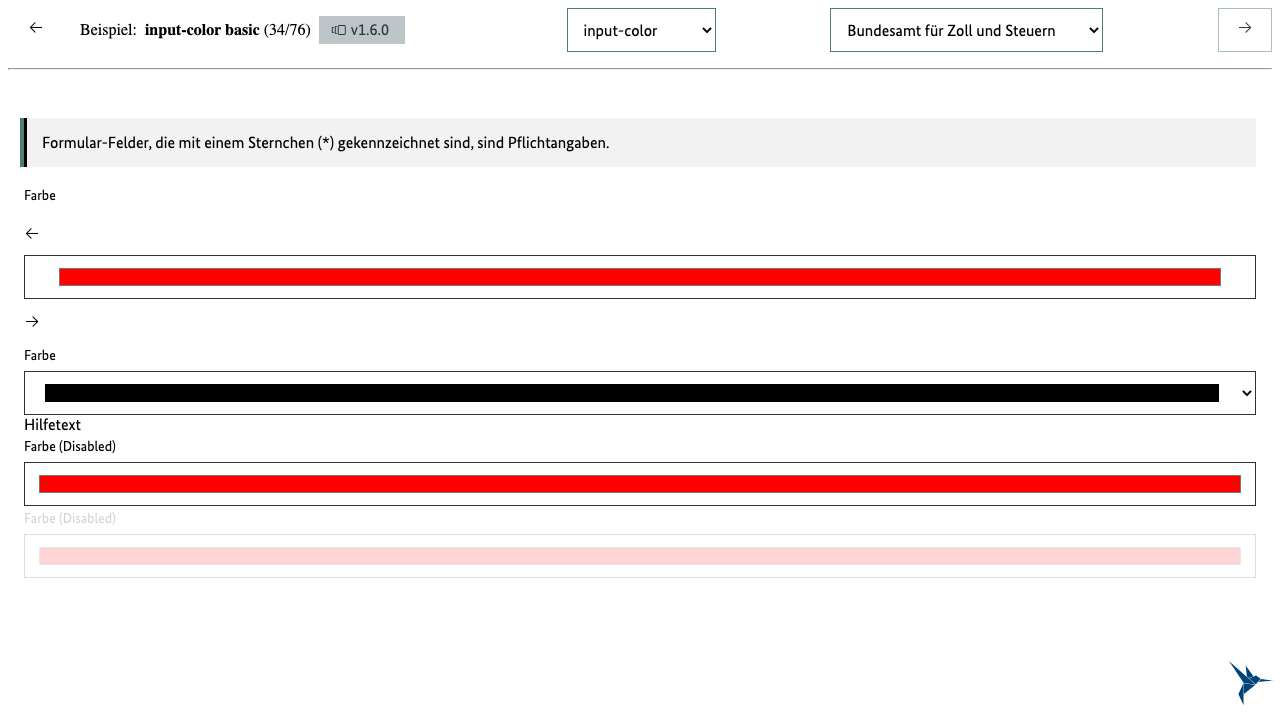 Beispiel: input-color basic (34/76) v1.6.0 input-color Bundesamt für Zoll und Steuern
Formular-Felder, die mit einem Sternchen (*) gekennzeichnet sind, sind Pflichtangaben.
Farbe
Farbe
Hilfetext
Farbe (Disabled)
Farbe (Disabled)